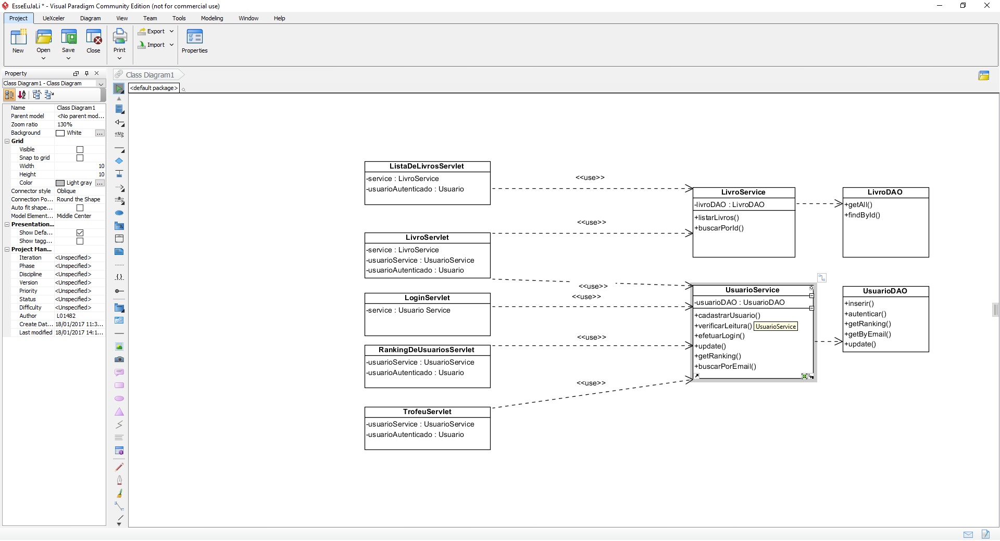 EsseEuJaLi * - Visual Paradigm Community Edition (not for commercial use)
Project UeXceler Diagram View Team Tools Modeling Window Help
New Open Save Close Print Export Import Properties
Property
Class Diagram1 - Class Diagram
Name Class Diagram1
Parent model <No parent mod...
Zoom ratio 130%
Background White ...
Grid
Visible
Snap to grid
Width 10
Height 10
Color Light gray ...
Connector style Oblique
Connection Po... Round the Shape
Auto fit shape...
Model Element... Middle Center
Presentation...
Show Defa...
Show tagg...
Project Man...
Iteration <Unspecified>
Phase <Unspecified>
Discipline <Unspecified>
Version <Unspecified>
Priority <Unspecified>
Status <Unspecified>
Difficulty <Unspecified>
Author L01482
Create Dat... 18/01/2017 11:3...
Last modified 18/01/2017 14:1...
Class Diagram1
<default package>
ListaDeLivrosServlet
-service : LivroService
-usuarioAutenticado : Usuario
<<use>>
LivroService
-livroDAO : LivroDAO
+listarLivros()
+buscarPorId()
LivroDAO
+getAll()
+findById()
<<use>>
LivroServlet
-service : LivroService
-usuarioService : UsuarioService
-usuarioAutenticado : Usuario
<<use>>
<<use>>
LoginServlet
-service : Usuario Service
UsuarioService
-usuarioDAO : UsuarioDAO
+cadastrarUsuario()
+verificarLeitura()
UsuarioService
+efetuarLogin()
+update()
+getRanking()
+buscarPorEmail()
UsuarioDAO
+inserir()
+autenticar()
+getRanking()
+getByEmail()
+update()
<<use>>
RankingDeUsuariosServlet
-usuarioService : UsuarioService
-usuarioAutenticado : Usuario
<<use>>
TrofeuServlet
-usuarioService : UsuarioService
-usuarioAutenticado : Usuario